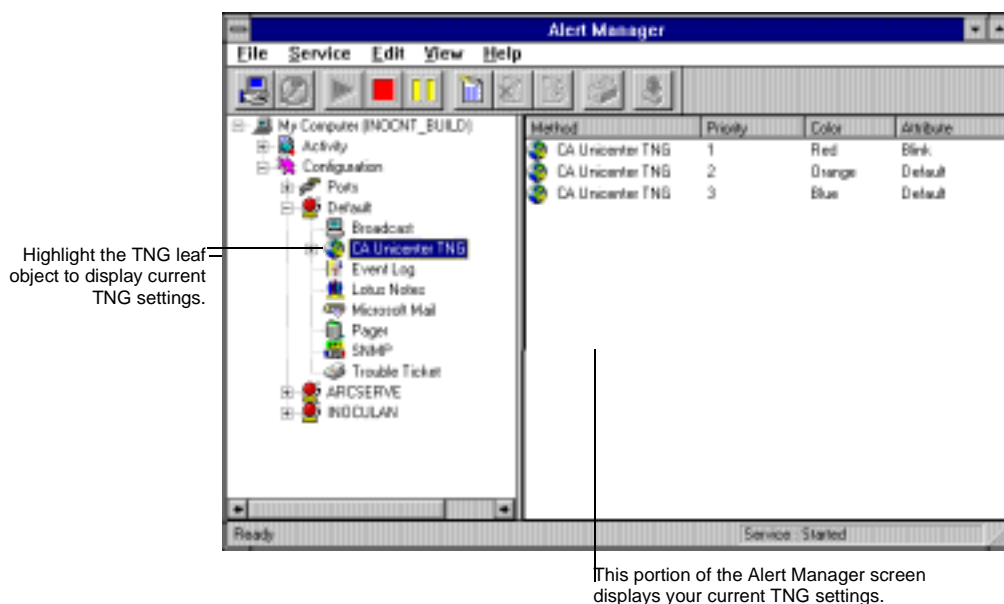 Alert Manager
File Service Edit View Help
My Computer (INOCNT_BUILD)
Activity
Configuration
Ports
Default
Broadcast
CA Unicenter TNG
Event Log
Lotus Notes
Microsoft Mail
Pager
SNMP
Trouble Ticket
ARCSERVE
INOCULAN
Method Priority Color Attribute
CA Unicenter TNG 1 Red Blink
CA Unicenter TNG 2 Orange Default
CA Unicenter TNG 3 Blue Default
Highlight the TNG leaf
object to display current
TNG settings.
Ready Service : Started
This portion of the Alert Manager screen
displays your current TNG settings.